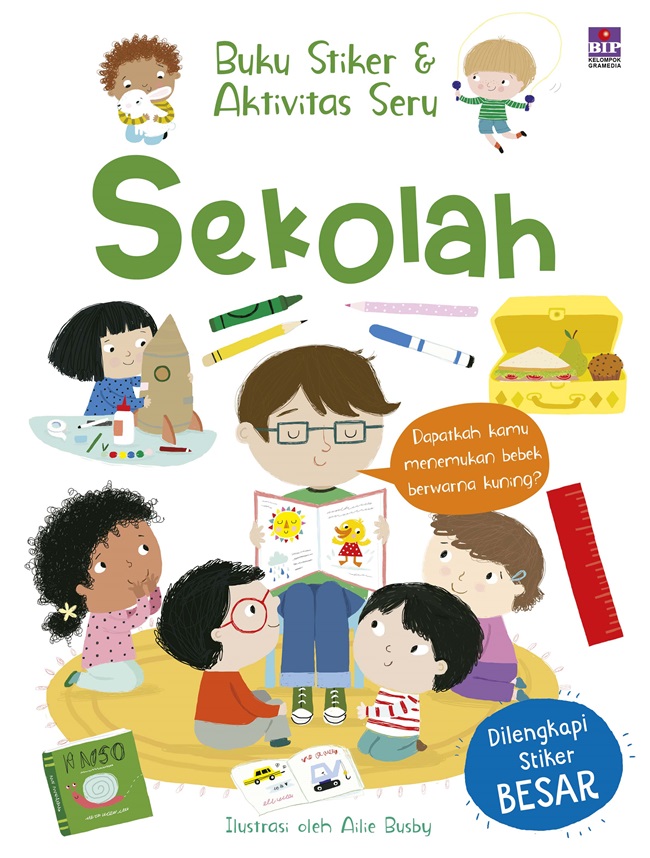 Buku Stiker &
Aktivitas Seru
BIP
KELOMPOK
GRAMEDIA
Sekolah
Dapatkah kamu
menemukan bebek
berwarna kuning?
Dilengkapi
Stiker
BESAR
Ilustrasi oleh Ailie Busby